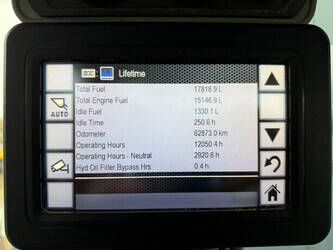 Lifetime
Total Fuel 17818.9 L
Total Engine Fuel 15146.9 L
Idle Fuel 1330.1 L
Idle Time 250.6 h
Odometer 62873.0 km
Operating Hours 12050.4 h
Operating Hours - Neutral 2920.6 h
Hyd Oil Filter Bypass Hrs 0.4 h
AUTO